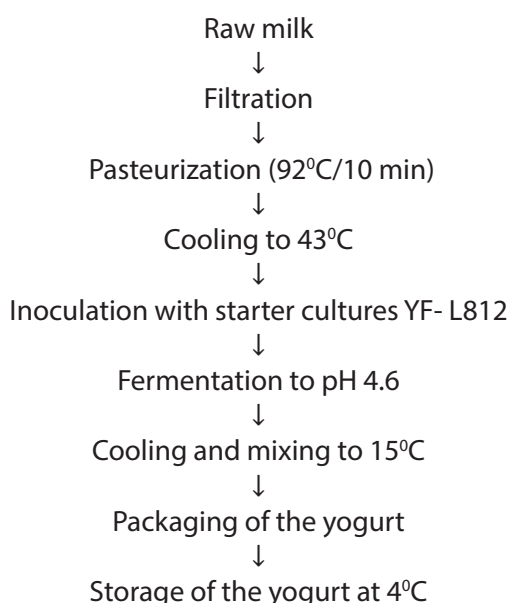 Raw milk
↓
Filtration
↓
Pasteurization (92⁰C/10 min)
↓
Cooling to 43⁰C
↓
Inoculation with starter cultures YF- L812
↓
Fermentation to pH 4.6
↓
Cooling and mixing to 15⁰C
↓
Packaging of the yogurt
↓
Storage of the yogurt at 4⁰C